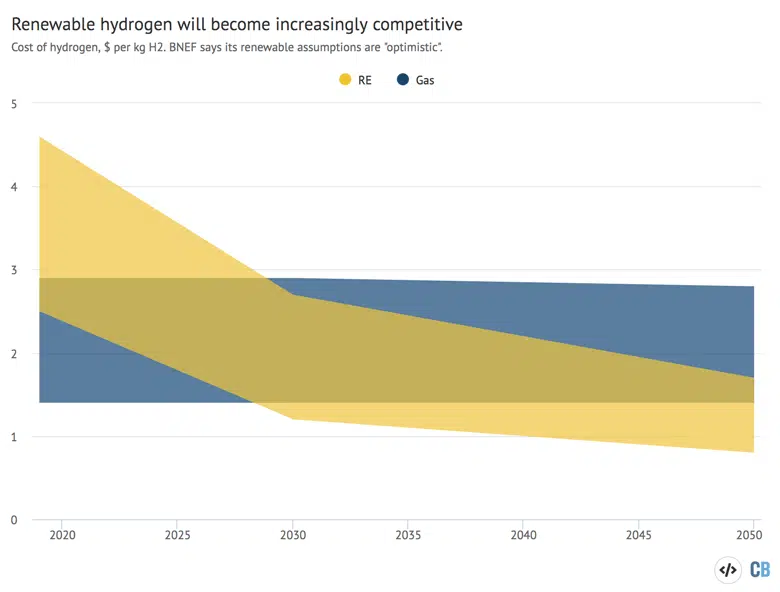 Renewable hydrogen will become increasingly competitive
Cost of hydrogen, $ per kg H2. BNEF says its renewable assumptions are "optimistic".
RE Gas
5
4
3
2
1
0
2020 2025 2030 2035 2040 2045 2050
</> CB